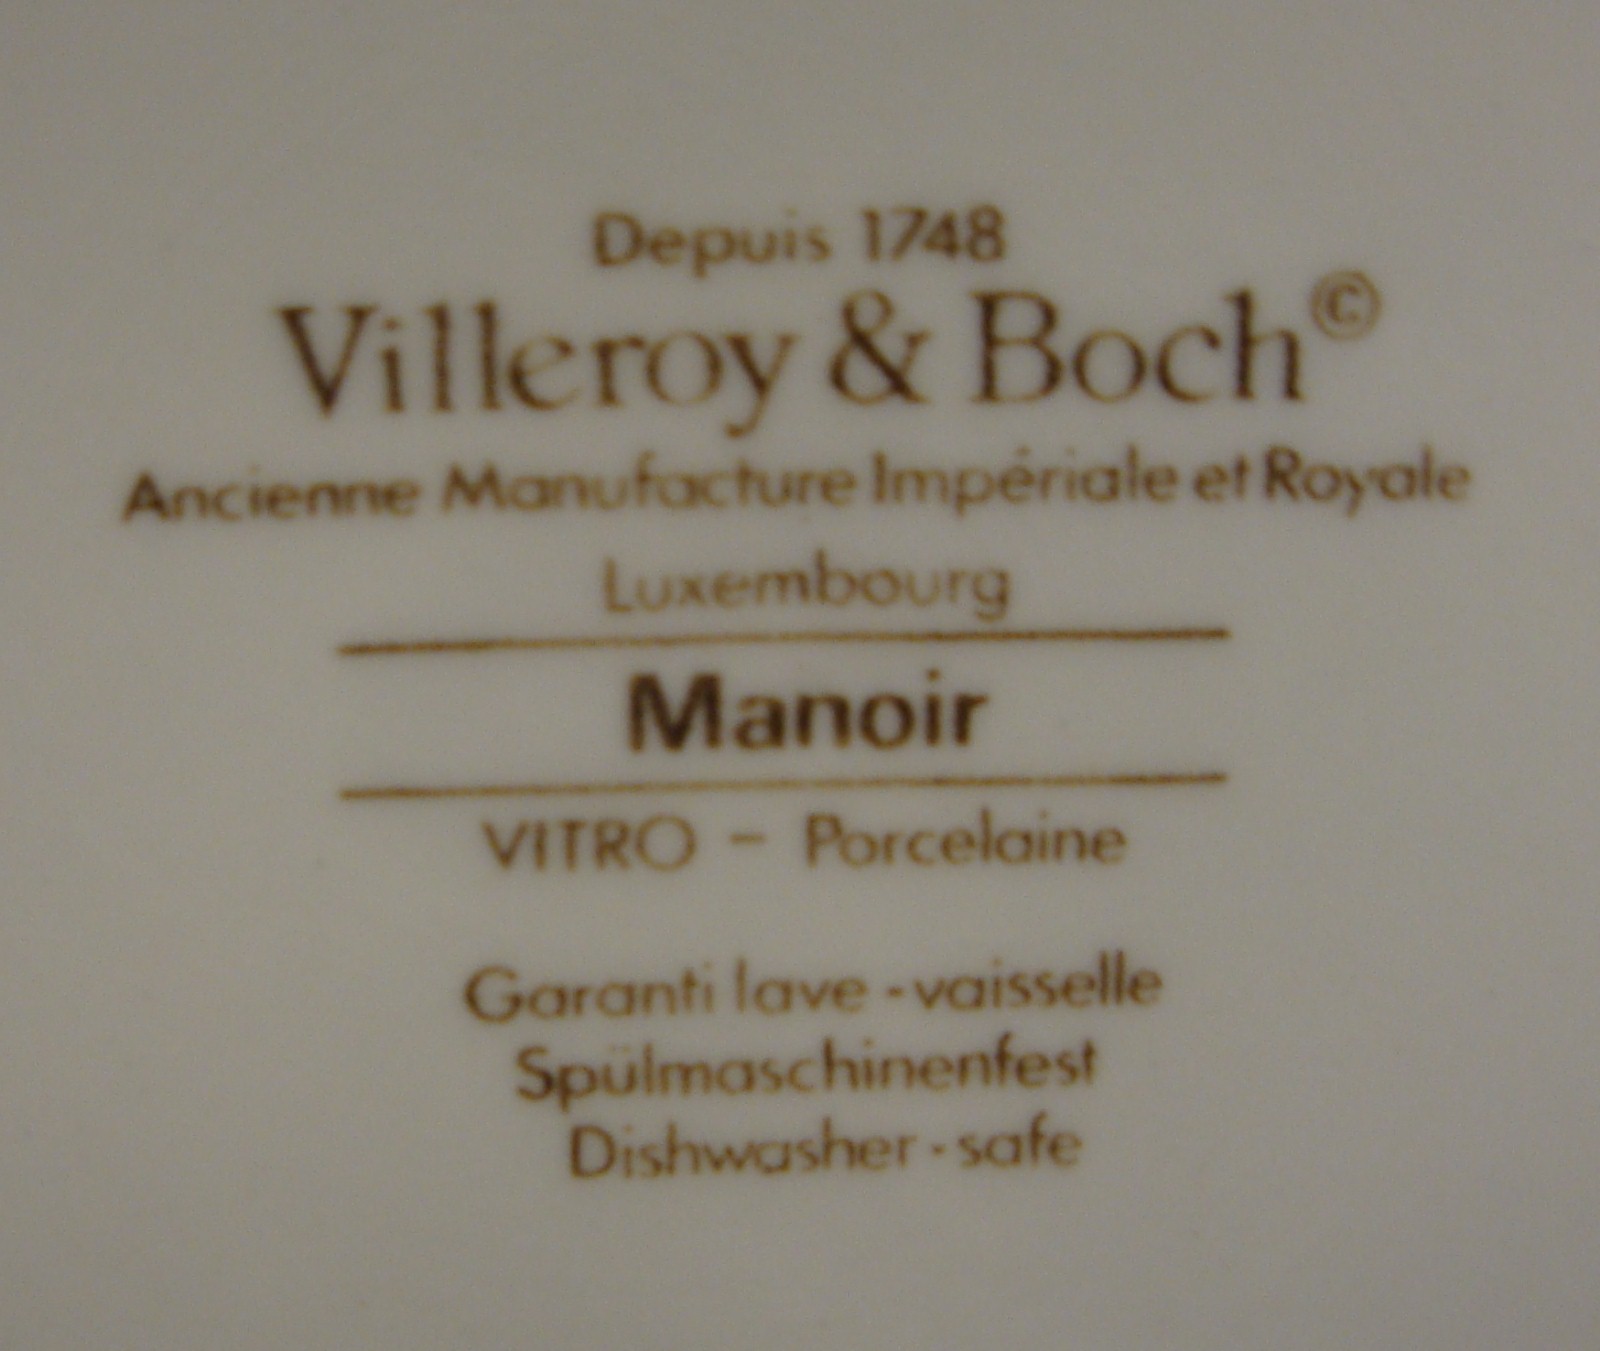 Depuis 1748
Villeroy & Boch©
Ancienne Manufacture Impériale et Royale
Luxembourg
Manoir
VITRO – Porcelaine
Garanti lave-vaisselle
Spülmaschinenfest
Dishwasher-safe